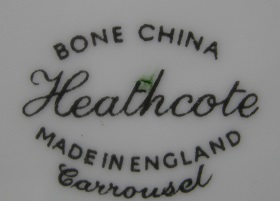 BONE CHINA
Heathcote
MADE IN ENGLAND
Carrousel